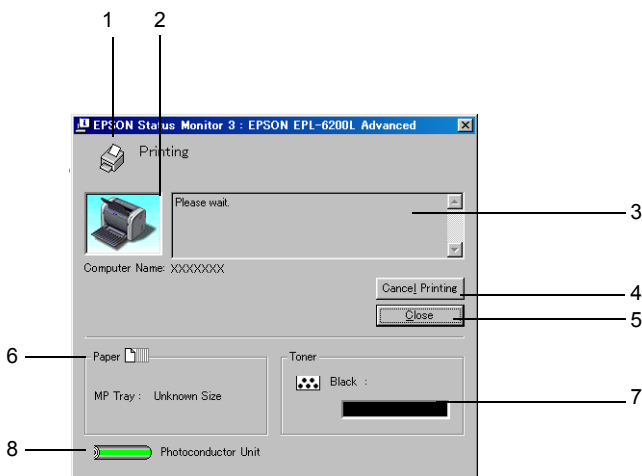 1 2
EPSON Status Monitor 3 : EPSON EPL-6200L Advanced
Printing
Please wait.
3
Computer Name: XXXXXXX
Cancel Printing
4
Close
5
6
Paper
Toner
Black :
MP Tray : Unknown Size
7
8
Photoconductor Unit